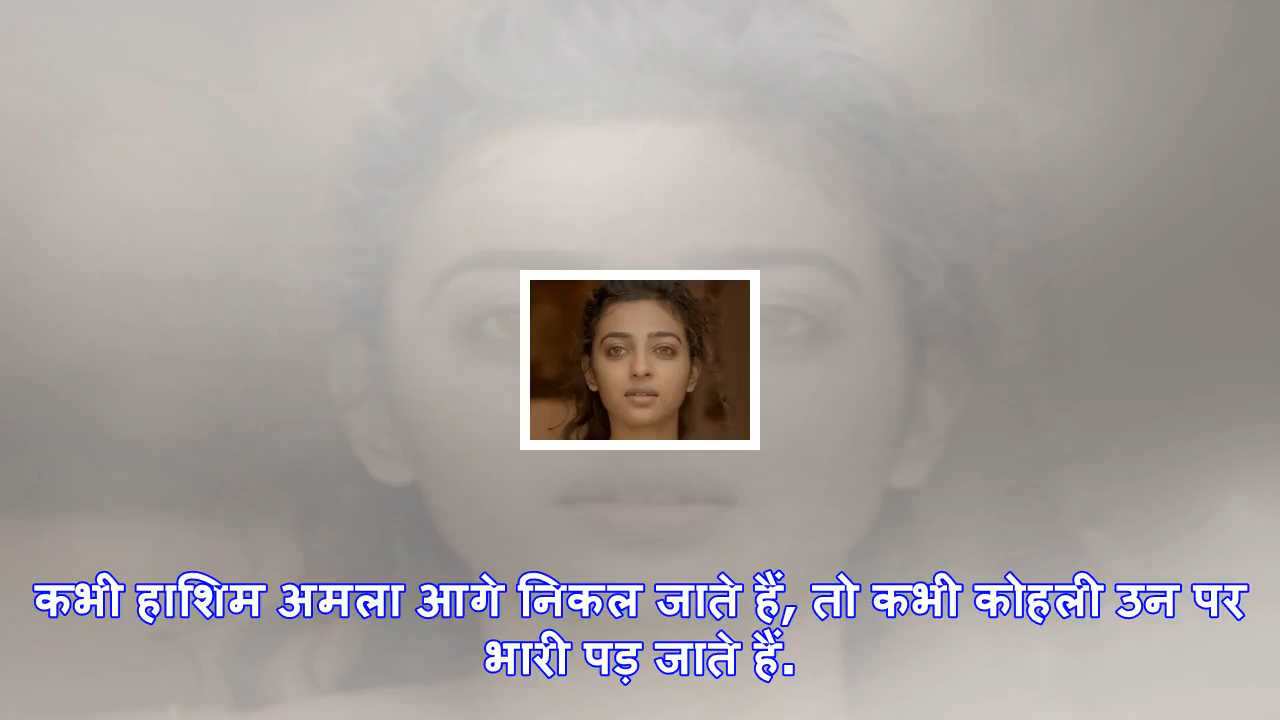 कभी हाशिम अमला आगे निकल जाते हैं, तो कभी कोहली उन पर
भारी पड़ जाते हैं.